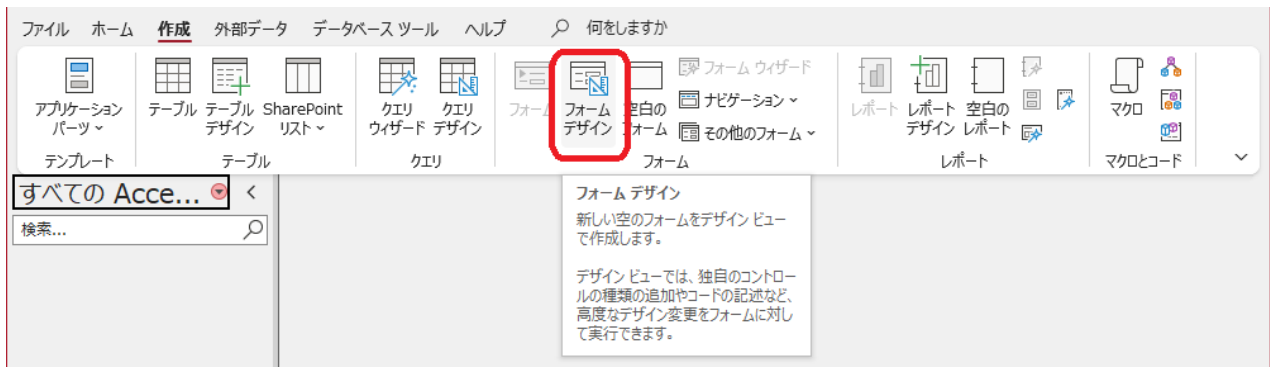 ファイル ホーム 作成 外部データ データベース ツール ヘルプ 何をしますか
アプリケーション
パーツ
テンプレート
テーブル
テーブル
デザイン
SharePoint
リスト
テーブル
クエリ
ウィザード
クエリ
デザイン
クエリ
フォーム
フォーム
デザイン
空白の
フォーム
フォーム ウィザード
ナビゲーション
その他のフォーム
フォーム
レポート
レポート
デザイン
空白の
レポート
レポート
マクロ
マクロとコード
すべての Acce...
検索...
フォーム デザイン
新しい空のフォームをデザイン ビュー
で作成します。
デザイン ビューでは、独自のコントロー
ルの種類の追加やコードの記述など、
高度なデザイン変更をフォームに対し
て実行できます。